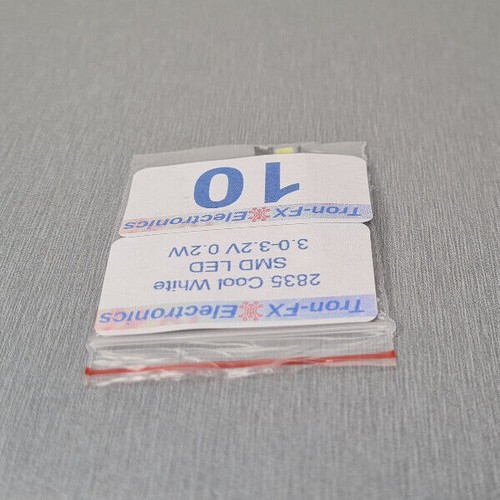 Tron-FX Electronics
2835 Cool White
SMD LED
3.0-3.2V 0.2W
Tron-FX Electronics
10